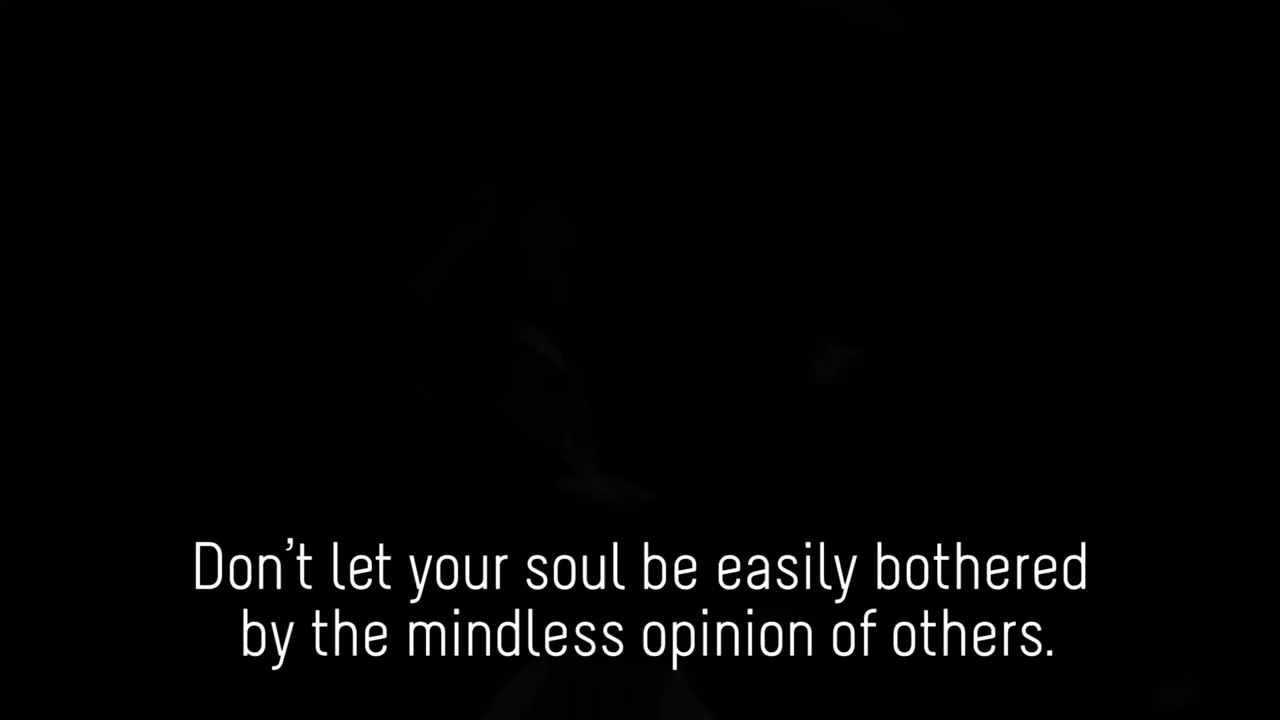 Don’t let your soul be easily bothered
by the mindless opinion of others.